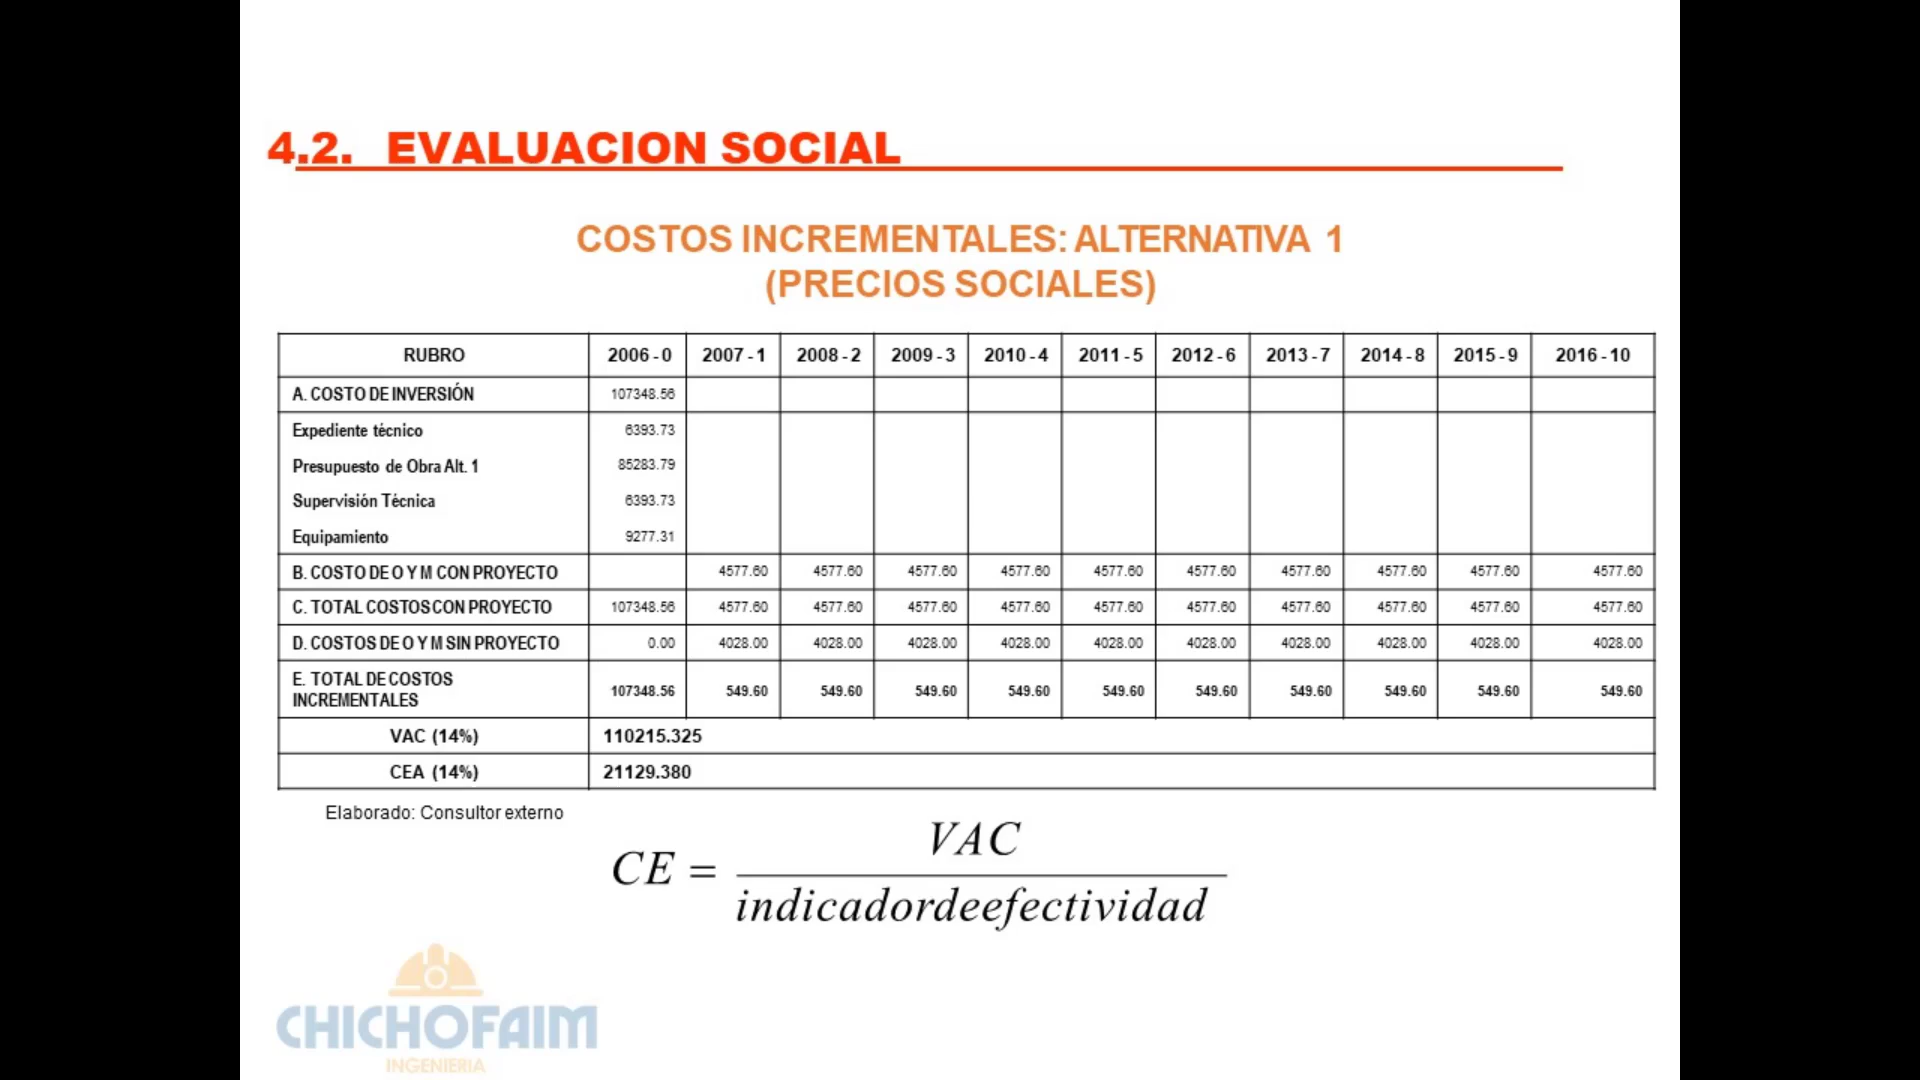 4.2. EVALUACION SOCIAL
COSTOS INCREMENTALES: ALTERNATIVA 1
(PRECIOS SOCIALES)
RUBRO 2006 - 0 2007 - 1 2008 - 2 2009 - 3 2010 - 4 2011 - 5 2012 - 6 2013 - 7 2014 - 8 2015 - 9 2016 - 10
A. COSTO DE INVERSIÓN 107348.56
Expediente técnico 6393.73
Presupuesto de Obra Alt. 1 85283.79
Supervisión Técnica 6393.73
Equipamiento 9277.31
B. COSTO DE O Y M CON PROYECTO 4577.60 4577.60 4577.60 4577.60 4577.60 4577.60 4577.60 4577.60 4577.60 4577.60
C. TOTAL COSTOS CON PROYECTO 107348.56 4577.60 4577.60 4577.60 4577.60 4577.60 4577.60 4577.60 4577.60 4577.60 4577.60
D. COSTOS DE O Y M SIN PROYECTO 0.00 4028.00 4028.00 4028.00 4028.00 4028.00 4028.00 4028.00 4028.00 4028.00 4028.00
E. TOTAL DE COSTOS
INCREMENTALES 107348.56 549.60 549.60 549.60 549.60 549.60 549.60 549.60 549.60 549.60 549.60
VAC (14%) 110215.325
CEA (14%) 21129.380
Elaborado: Consultor externo
CE = VAC / indicadordeefectividad
CHICHOFAIM
INGENIERIA